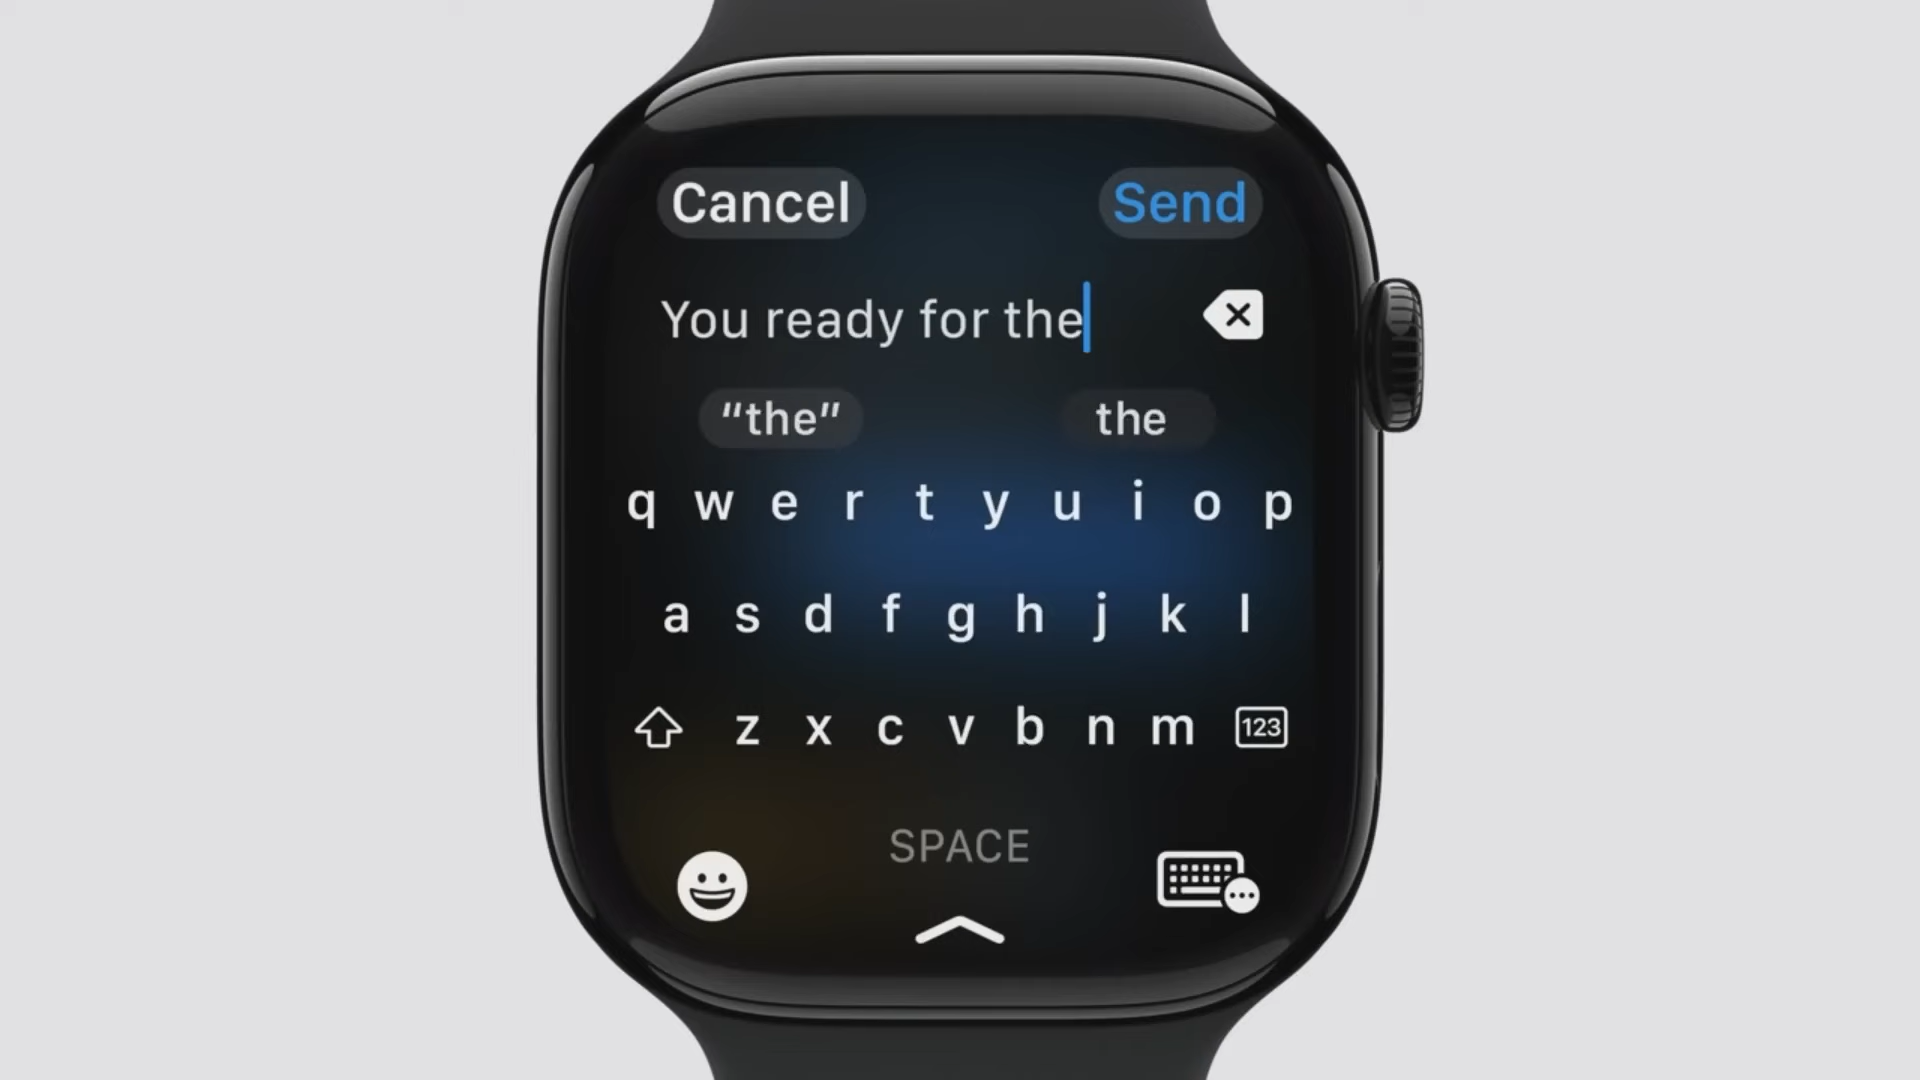 Cancel Send
You ready for the
“the” the
q w e r t y u i o p
a s d f g h j k l
z x c v b n m 123
SPACE